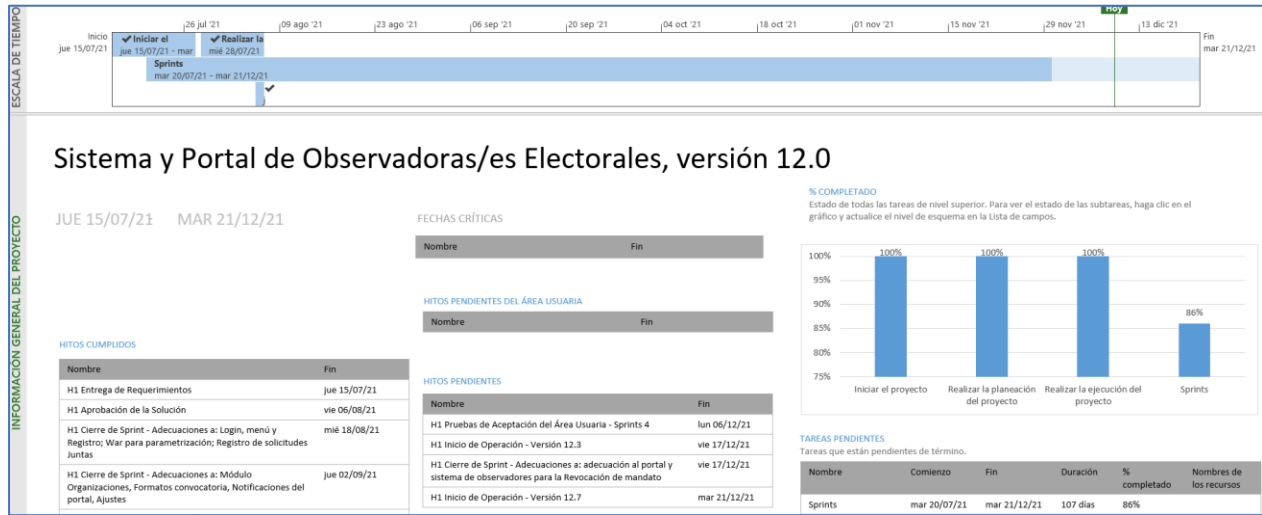 ESCALA DE TIEMPO
26 jul '21
09 ago '21
23 ago '21
06 sep '21
20 sep '21
04 oct '21
18 oct '21
01 nov '21
15 nov '21
29 nov '21
Hoy
13 dic '21
Inicio
jue 15/07/21
✔Iniciar el
jue 15/07/21 - mar
✔Realizar la
mié 28/07/21
Sprints
mar 20/07/21 - mar 21/12/21
✔
Fin
mar 21/12/21
INFORMACIÓN GENERAL DEL PROYECTO
Sistema y Portal de Observadoras/es Electorales, versión 12.0
JUE 15/07/21 - MAR 21/12/21
HITOS CUMPLIDOS
Nombre Fin
H1 Entrega de Requerimientos jue 15/07/21
H1 Aprobación de la Solución vie 06/08/21
H1 Cierre de Sprint - Adecuaciones a: Login, menú y mié 18/08/21
Registro; War para parametrización; Registro de solicitudes
Juntas
H1 Cierre de Sprint - Adecuaciones a: Módulo jue 02/09/21
Organizaciones, Formatos convocatoria, Notificaciones del
portal, Ajustes
FECHAS CRÍTICAS
Nombre Fin
HITOS PENDIENTES DEL ÁREA USUARIA
Nombre Fin
HITOS PENDIENTES
Nombre Fin
H1 Pruebas de Aceptación del Área Usuaria - Sprints 4 lun 06/12/21
H1 Inicio de Operación - Versión 12.3 vie 17/12/21
H1 Cierre de Sprint - Adecuaciones a: adecuación al portal y vie 17/12/21
sistema de observadores para la Revocación de mandato
H1 Inicio de Operación - Versión 12.7 mar 21/12/21
% COMPLETADO
Estado de todas las tareas de nivel superior. Para ver el estado de las subtareas, haga clic en el
gráfico y actualice el nivel de esquema en la Lista de campos.
100%
95%
90%
85%
80%
75%
100%
100%
100%
86%
Iniciar el proyecto
Realizar la planeación
del proyecto
Realizar la ejecución del
proyecto
Sprints
TAREAS PENDIENTES
Tareas que están pendientes de término.
Nombre Comienzo Fin Duración % completado Nombres de los recursos
Sprints mar 20/07/21 mar 21/12/21 107 días 86%